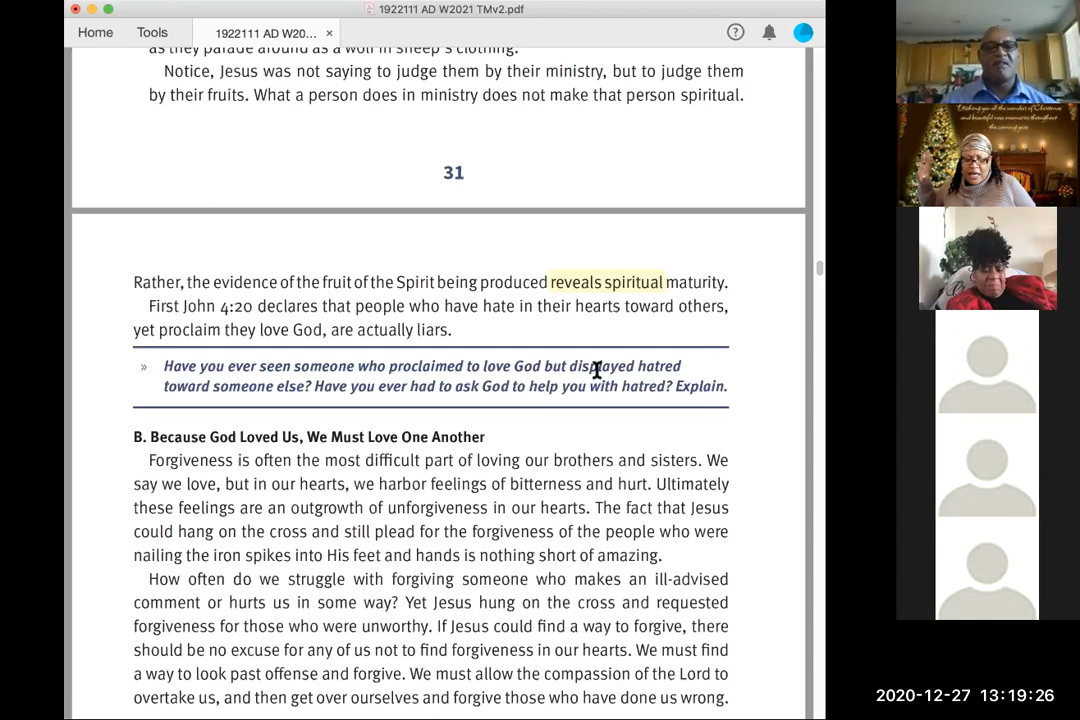 1922111 AD W2021 TMv2.pdf
Home Tools 1922111 AD W20... ×
as they parade around as a wolf in sheep's clothing.
Notice, Jesus was not saying to judge them by their ministry, but to judge them
by their fruits. What a person does in ministry does not make that person spiritual.
31
Rather, the evidence of the fruit of the Spirit being produced reveals spiritual maturity.
First John 4:20 declares that people who have hate in their hearts toward others,
yet proclaim they love God, are actually liars.
» Have you ever seen someone who proclaimed to love God but displayed hatred
toward someone else? Have you ever had to ask God to help you with hatred? Explain.
B. Because God Loved Us, We Must Love One Another
Forgiveness is often the most difficult part of loving our brothers and sisters. We
say we love, but in our hearts, we harbor feelings of bitterness and hurt. Ultimately
these feelings are an outgrowth of unforgiveness in our hearts. The fact that Jesus
could hang on the cross and still plead for the forgiveness of the people who were
nailing the iron spikes into His feet and hands is nothing short of amazing.
How often do we struggle with forgiving someone who makes an ill-advised
comment or hurts us in some way? Yet Jesus hung on the cross and requested
forgiveness for those who were unworthy. If Jesus could find a way to forgive, there
should be no excuse for any of us not to find forgiveness in our hearts. We must find
a way to look past offense and forgive. We must allow the compassion of the Lord to
overtake us, and then get over ourselves and forgive those who have done us wrong.
Wishing you all the wonders of Christmas
and beautiful new memories throughout
the coming year.
2020-12-27 13:19:26